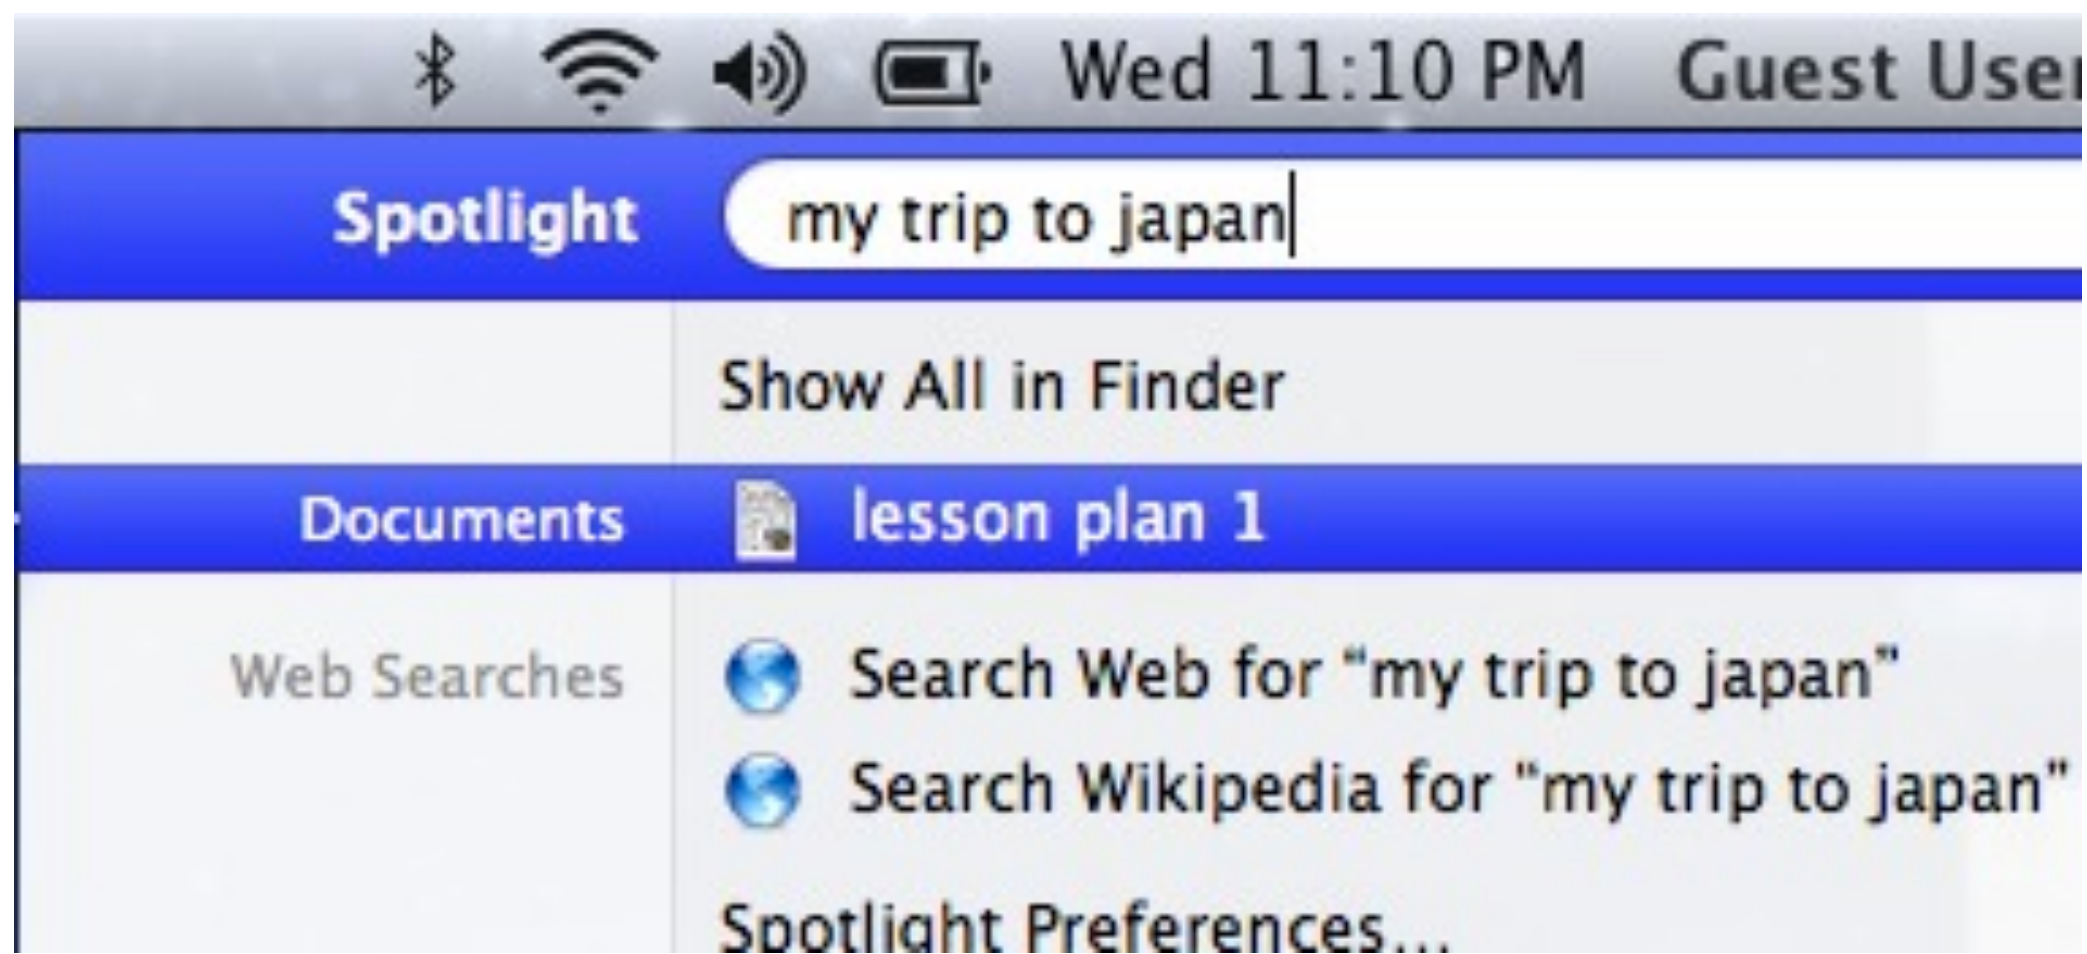 Wed 11:10 PM Guest User
Spotlight my trip to japan
Show All in Finder
Documents lesson plan 1
Web Searches Search Web for “my trip to japan”
Search Wikipedia for "my trip to japan"
Spotlight Preferences...